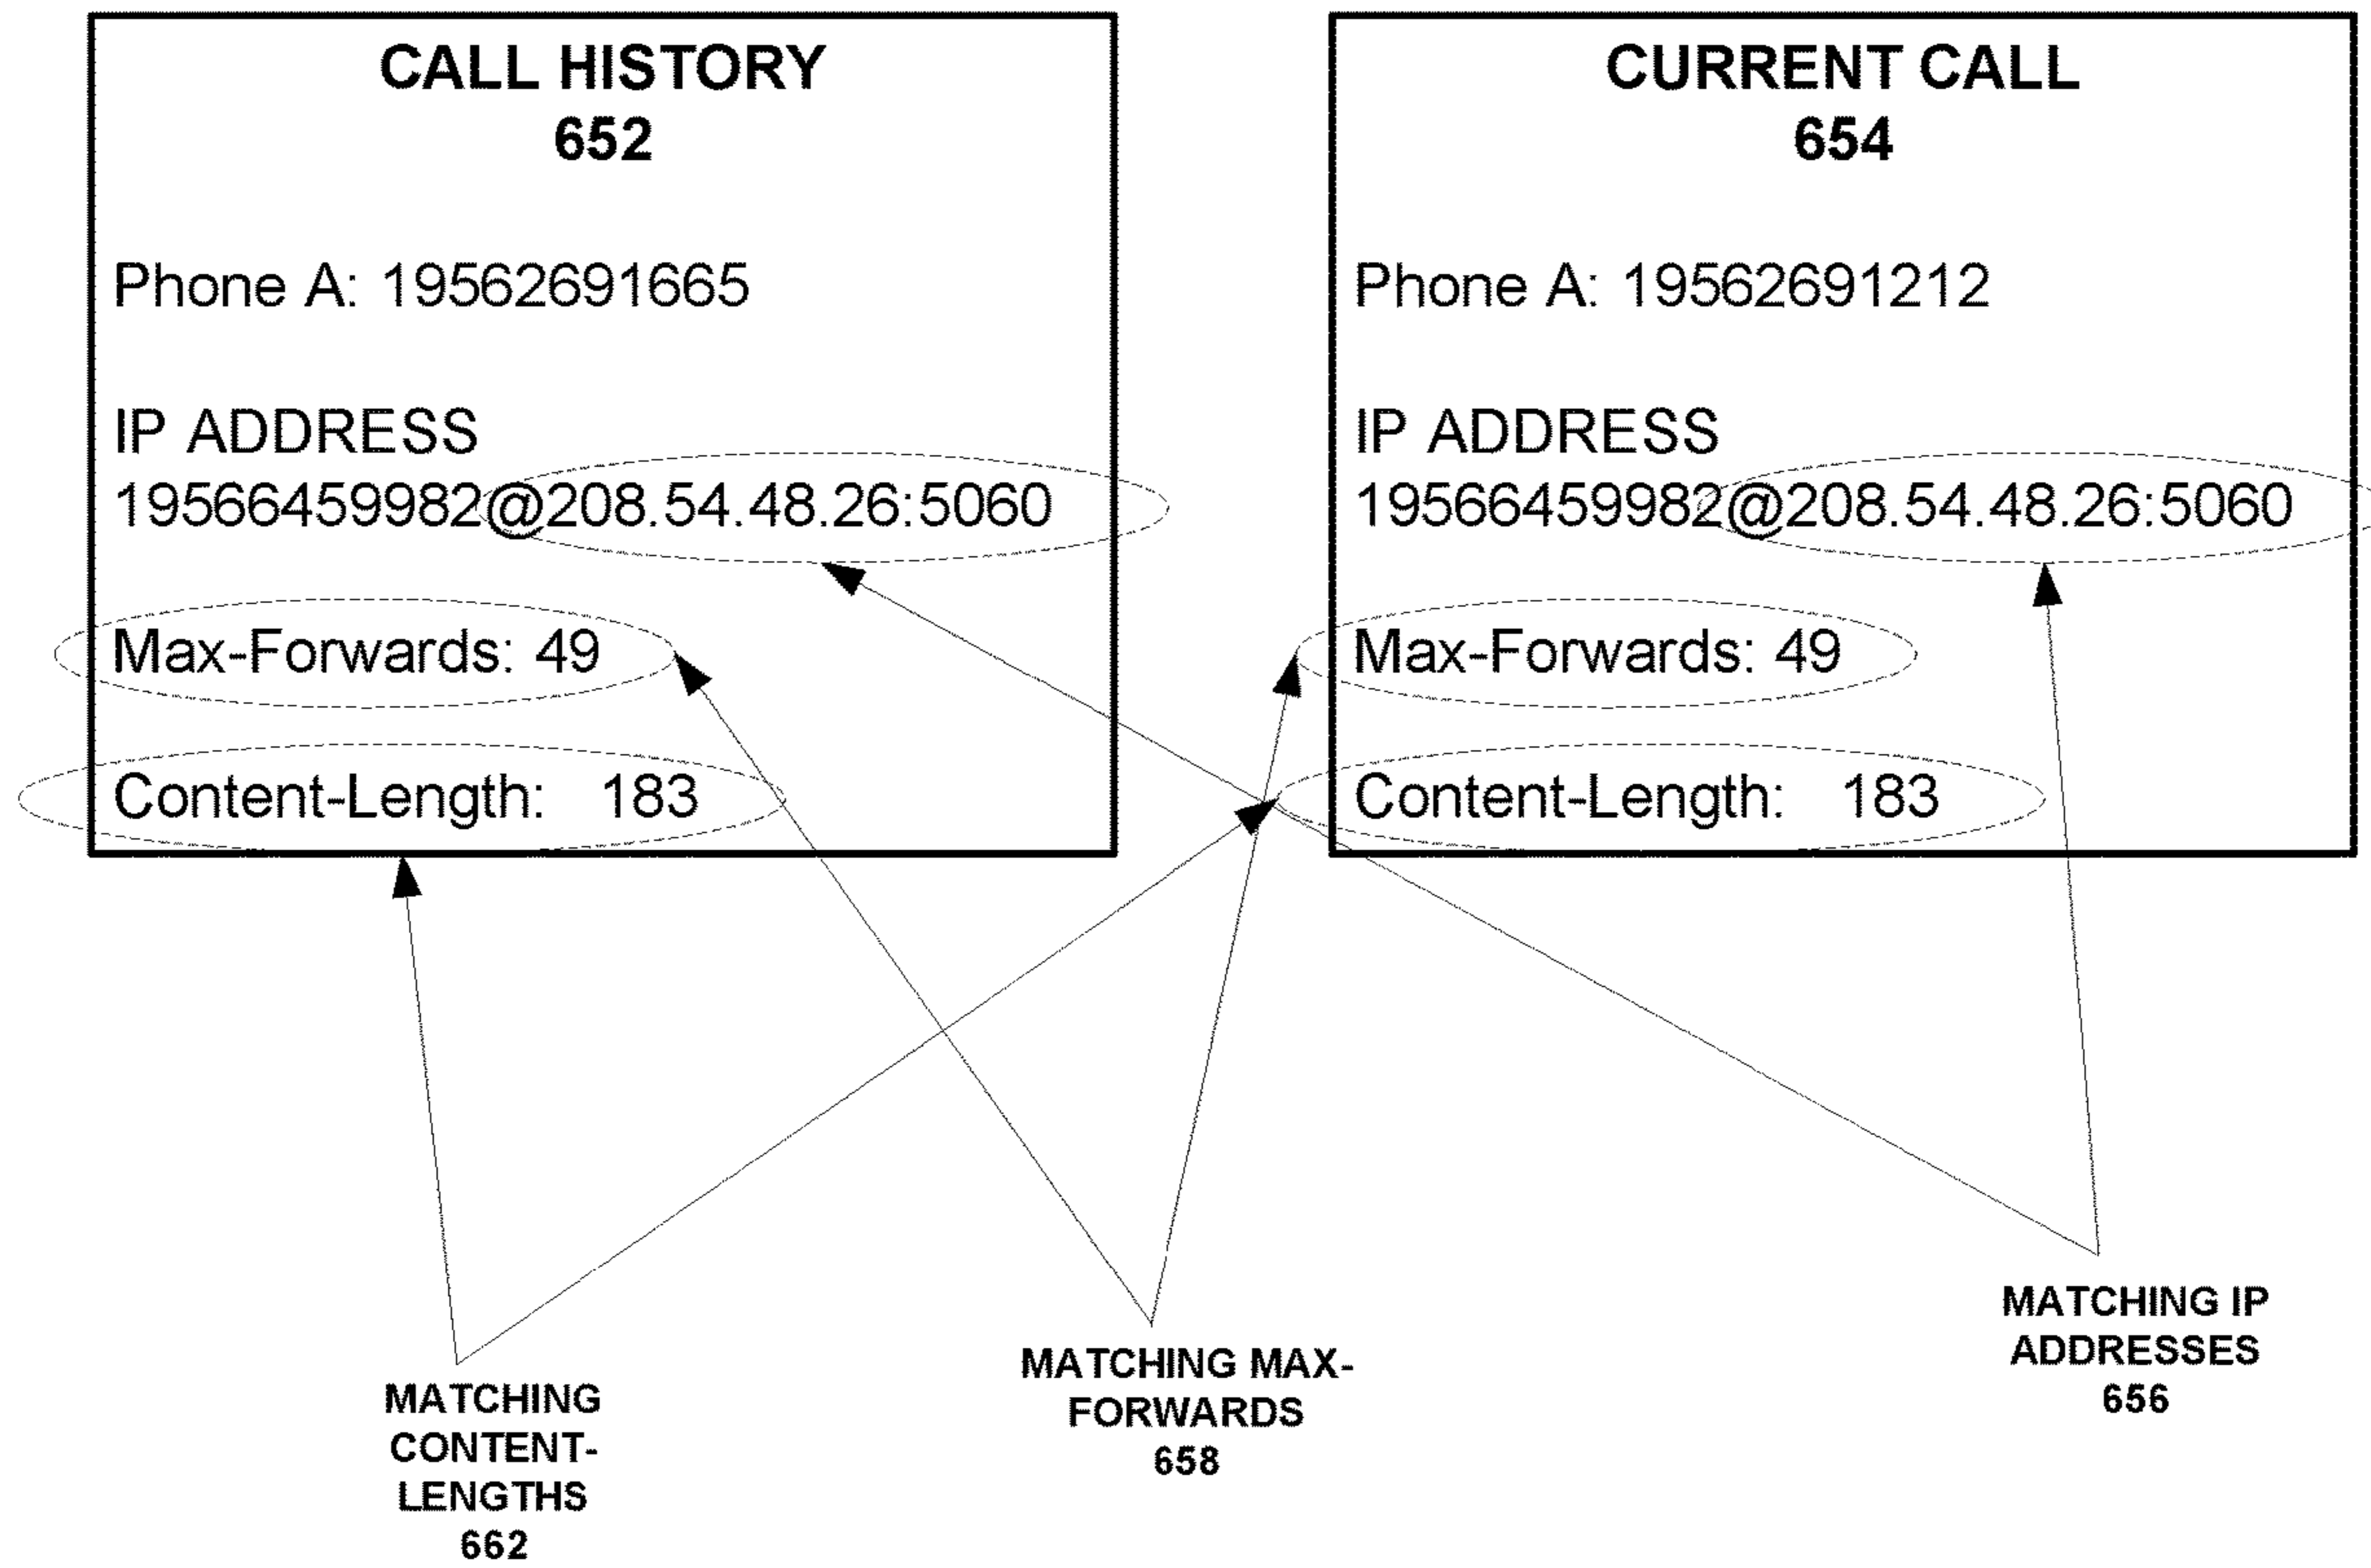 CALL HISTORY
652
Phone A: 19562691665
IP ADDRESS
19566459982@208.54.48.26:5060
Max-Forwards: 49
Content-Length: 183
CURRENT CALL
654
Phone A: 19562691212
IP ADDRESS
19566459982@208.54.48.26:5060
Max-Forwards: 49
Content-Length: 183
MATCHING
CONTENT-
LENGTHS
662
MATCHING MAX-
FORWARDS
658
MATCHING IP
ADDRESSES
656